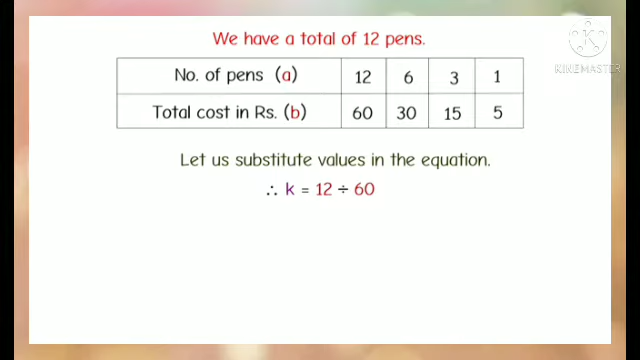 We have a total of 12 pens.
No. of pens (a) 12 6 3 1
Total cost in Rs. (b) 60 30 15 5
Let us substitute values in the equation.
∴ k = 12 ÷ 60
K
KINEMASTER